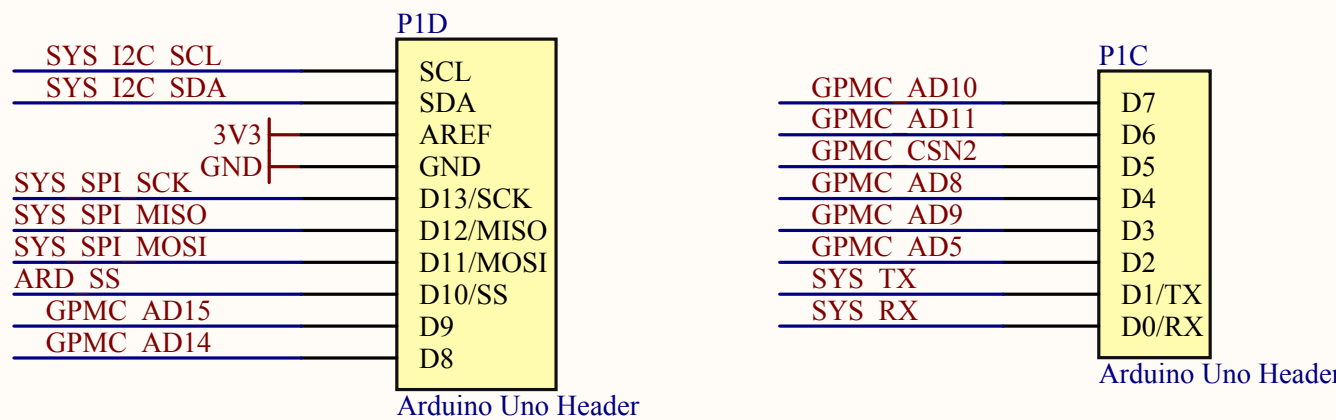 P1D
SYS_I2C_SCL
SCL
SYS_I2C_SDA
SDA
3V3
AREF
GND
GND
SYS_SPI_SCK
D13/SCK
SYS_SPI_MISO
D12/MISO
SYS_SPI_MOSI
D11/MOSI
ARD_SS
D10/SS
GPMC_AD15
D9
GPMC_AD14
D8
Arduino Uno Header
P1C
GPMC_AD10
D7
GPMC_AD11
D6
GPMC_CSN2
D5
GPMC_AD8
D4
GPMC_AD9
D3
GPMC_AD5
D2
SYS_TX
D1/TX
SYS_RX
D0/RX
Arduino Uno Header